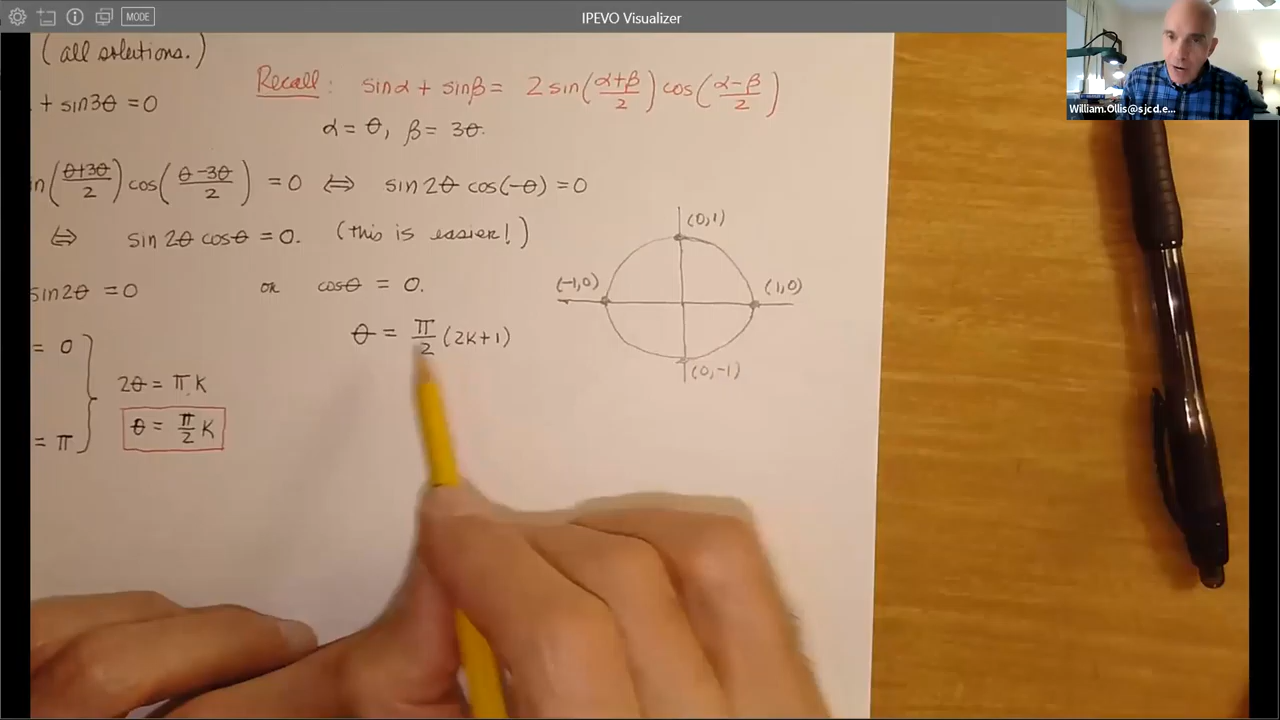 IPEVO Visualizer
MODE
William.Ollis@sjcd.e...
(all solutions.)
+ sin3θ = 0
Recall: sinα + sinβ = 2 sin(α+β/2) cos(α-β/2)
α = θ, β = 3θ.
in(θ+3θ/2) cos(θ-3θ/2) = 0 ⇔ sin 2θ cos(-θ) = 0
⇔ sin 2θ cosθ = 0. (this is easier!)
sin2θ = 0 or cosθ = 0.
θ = π/2 (2K+1)
= 0
2θ = πK
θ = π/2 K
= π
(0,1)
(-1,0) (1,0)
(0,-1)